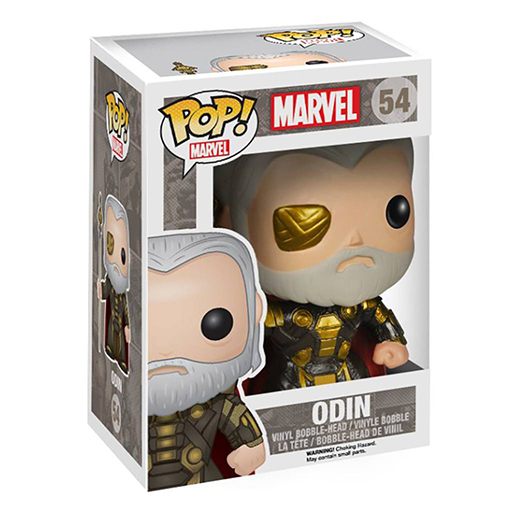 POP!
MARVEL
MARVEL
54
POP!
MARVEL
ODIN
VINYL BOBBLE-HEAD / VINYLE BOBBLE
LA TÊTE / BOBBLE-HEAD DE VINIL
WARNING! Choking Hazard.
May contain small parts.
ODIN
54